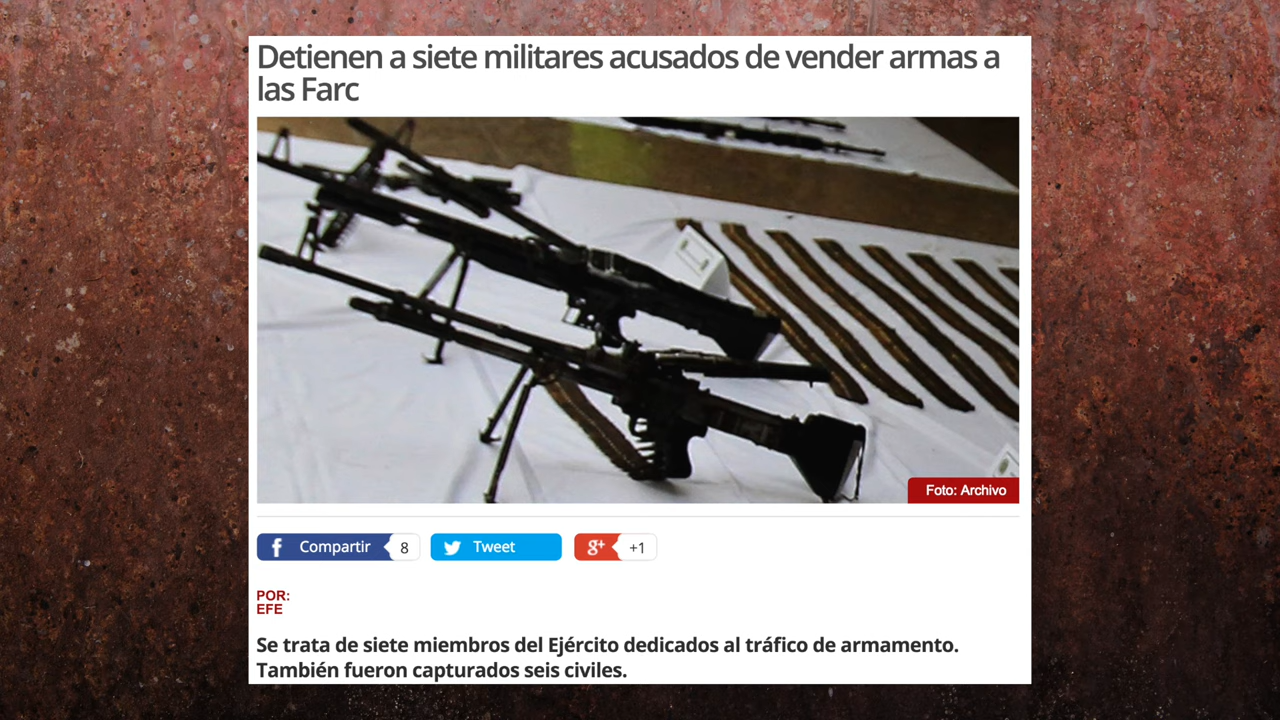 Detienen a siete militares acusados de vender armas a
las Farc
Foto: Archivo
f Compartir 8 Tweet g+ +1
POR:
EFE
Se trata de siete miembros del Ejército dedicados al tráfico de armamento.
También fueron capturados seis civiles.